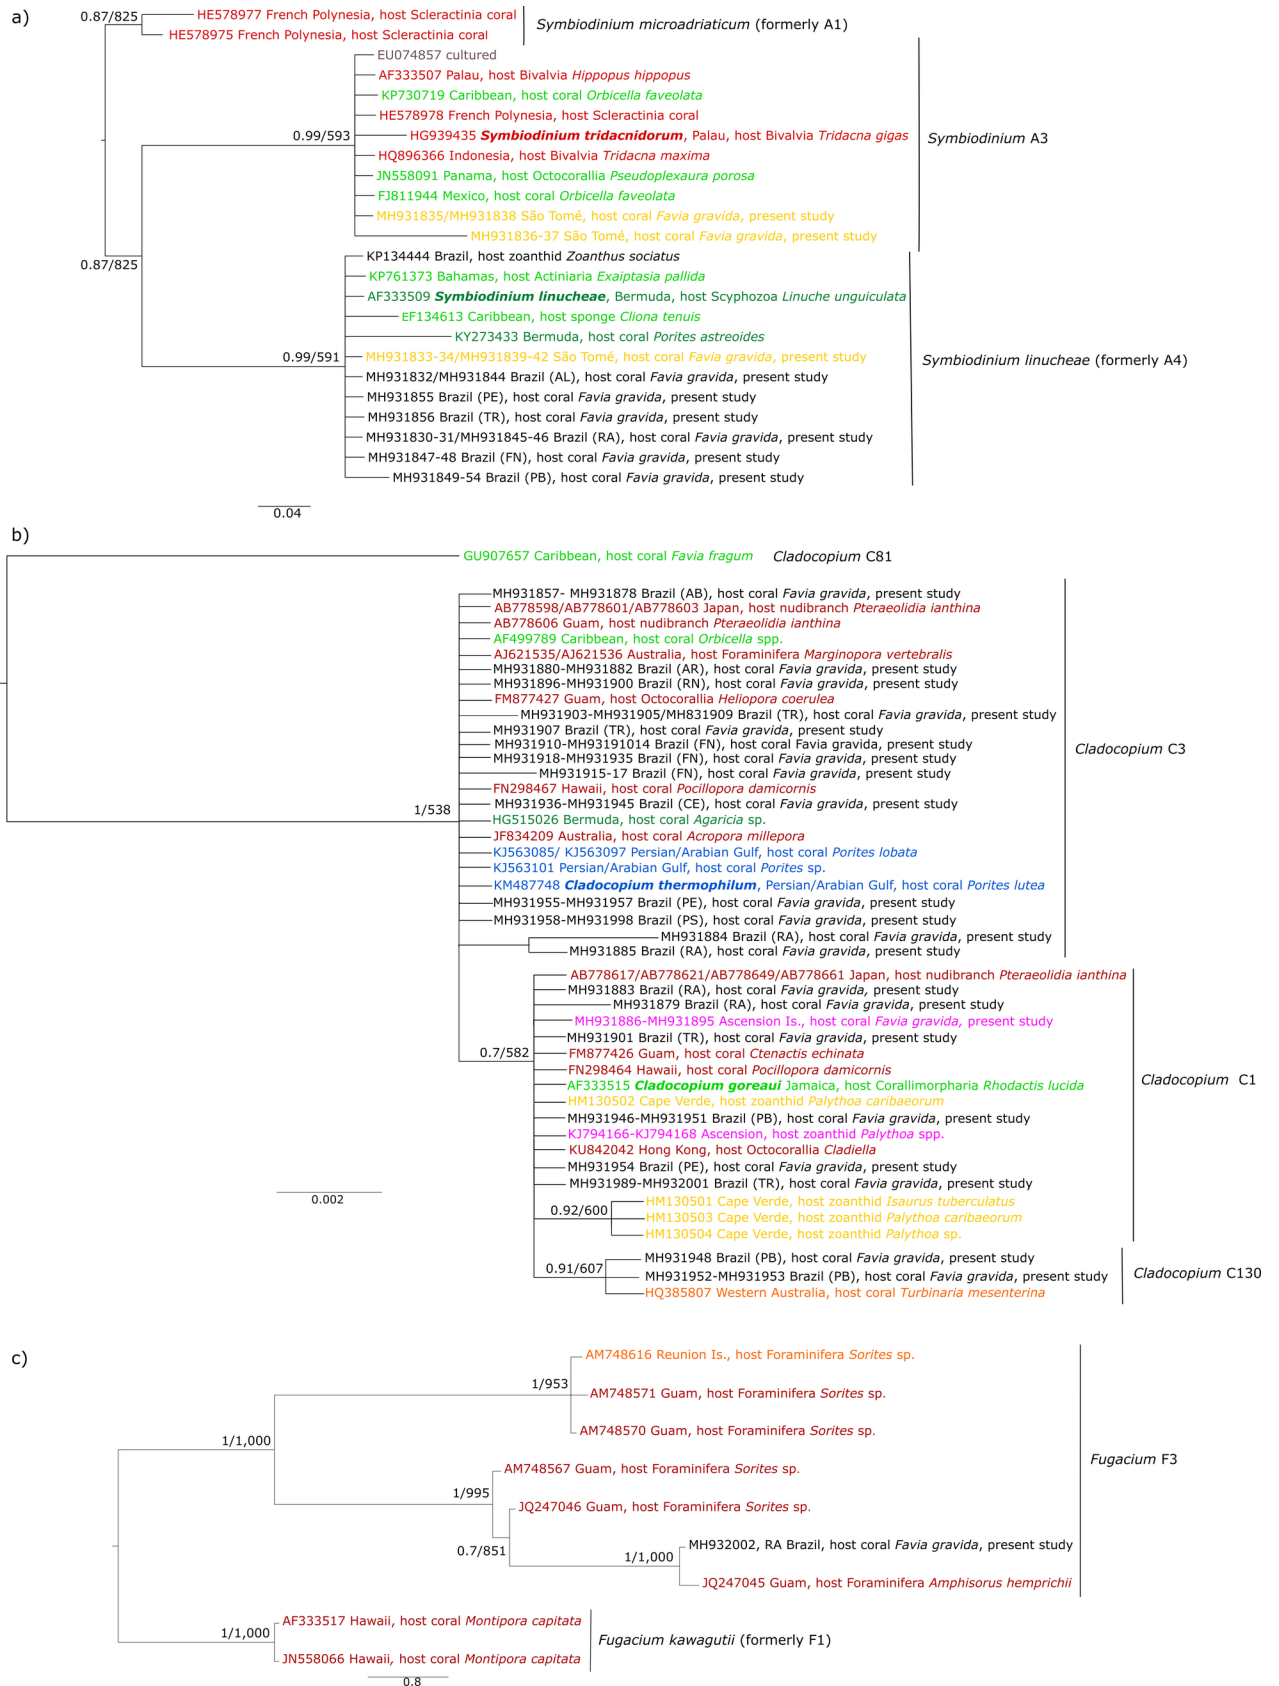 a)
0.87/825
HE578977 French Polynesia, host Scleractinia coral
HE578975 French Polynesia, host Scleractinia coral
Symbiodinium microadriaticum (formerly A1)
EU074857 cultured
AF333507 Palau, host Bivalvia Hippopus hippopus
KP730719 Caribbean, host coral Orbicella faveolata
HE578978 French Polynesia, host Scleractinia coral
0.99/593
HG939435 Symbiodinium tridacnidorum, Palau, host Bivalvia Tridacna gigas
Symbiodinium A3
HQ896366 Indonesia, host Bivalvia Tridacna maxima
JN558091 Panama, host Octocorallia Pseudoplexaura porosa
FJ811944 Mexico, host coral Orbicella faveolata
MH931835/MH931838 São Tomé, host coral Favia gravida, present study
MH931836-37 São Tomé, host coral Favia gravida, present study
0.87/825
KP134444 Brazil, host zoanthid Zoanthus sociatus
KP761373 Bahamas, host Actiniaria Exaiptasia pallida
AF333509 Symbiodinium linucheae, Bermuda, host Scyphozoa Linuche unguiculata
EF134613 Caribbean, host sponge Cliona tenuis
KY273433 Bermuda, host coral Porites astreoides
0.99/591
MH931833-34/MH931839-42 São Tomé, host coral Favia gravida, present study
Symbiodinium linucheae (formerly A4)
MH931832/MH931844 Brazil (AL), host coral Favia gravida, present study
MH931855 Brazil (PE), host coral Favia gravida, present study
MH931856 Brazil (TR), host coral Favia gravida, present study
MH931830-31/MH931845-46 Brazil (RA), host coral Favia gravida, present study
MH931847-48 Brazil (FN), host coral Favia gravida, present study
MH931849-54 Brazil (PB), host coral Favia gravida, present study
0.04
b)
GU907657 Caribbean, host coral Favia fragum
Cladocopium C81
MH931857- MH931878 Brazil (AB), host coral Favia gravida, present study
AB778598/AB778601/AB778603 Japan, host nudibranch Pteraeolidia ianthina
AB778606 Guam, host nudibranch Pteraeolidia ianthina
AF499789 Caribbean, host coral Orbicella spp.
AJ621535/AJ621536 Australia, host Foraminifera Marginopora vertebralis
MH931880-MH931882 Brazil (AR), host coral Favia gravida, present study
MH931896-MH931900 Brazil (RN), host coral Favia gravida, present study
FM877427 Guam, host Octocorallia Heliopora coerulea
MH931903-MH931905/MH831909 Brazil (TR), host coral Favia gravida, present study
MH931907 Brazil (TR), host coral Favia gravida, present study
MH931910-MH93191014 Brazil (FN), host coral Favia gravida, present study
Cladocopium C3
MH931918-MH931935 Brazil (FN), host coral Favia gravida, present study
MH931915-17 Brazil (FN), host coral Favia gravida, present study
FN298467 Hawaii, host coral Pocillopora damicornis
MH931936-MH931945 Brazil (CE), host coral Favia gravida, present study
1/538
HG515026 Bermuda, host coral Agaricia sp.
JF834209 Australia, host coral Acropora millepora
KJ563085/ KJ563097 Persian/Arabian Gulf, host coral Porites lobata
KJ563101 Persian/Arabian Gulf, host coral Porites sp.
KM487748 Cladocopium thermophilum, Persian/Arabian Gulf, host coral Porites lutea
MH931955-MH931957 Brazil (PE), host coral Favia gravida, present study
MH931958-MH931998 Brazil (PS), host coral Favia gravida, present study
MH931884 Brazil (RA), host coral Favia gravida, present study
MH931885 Brazil (RA), host coral Favia gravida, present study
AB778617/AB778621/AB778649/AB778661 Japan, host nudibranch Pteraeolidia ianthina
MH931883 Brazil (RA), host coral Favia gravida, present study
MH931879 Brazil (RA), host coral Favia gravida, present study
MH931886-MH931895 Ascension Is., host coral Favia gravida, present study
MH931901 Brazil (TR), host coral Favia gravida, present study
0.7/582
FM877426 Guam, host coral Ctenactis echinata
FN298464 Hawaii, host coral Pocillopora damicornis
Cladocopium C1
AF333515 Cladocopium goreaui Jamaica, host Corallimorpharia Rhodactis lucida
HM130502 Cape Verde, host zoanthid Palythoa caribaeorum
MH931946-MH931951 Brazil (PB), host coral Favia gravida, present study
KJ794166-KJ794168 Ascension, host zoanthid Palythoa spp.
KU842042 Hong Kong, host Octocorallia Cladiella
MH931954 Brazil (PE), host coral Favia gravida, present study
MH931989-MH932001 Brazil (TR), host coral Favia gravida, present study
0.002
HM130501 Cape Verde, host zoanthid Isaurus tuberculatus
0.92/600
HM130503 Cape Verde, host zoanthid Palythoa caribaeorum
HM130504 Cape Verde, host zoanthid Palythoa sp.
MH931948 Brazil (PB), host coral Favia gravida, present study
0.91/607
MH931952-MH931953 Brazil (PB), host coral Favia gravida, present study
Cladocopium C130
HQ385807 Western Australia, host coral Turbinaria mesenterina
c)
AM748616 Reunion Is., host Foraminifera Sorites sp.
1/953
AM748571 Guam, host Foraminifera Sorites sp.
AM748570 Guam, host Foraminifera Sorites sp.
1/1,000
Fugacium F3
AM748567 Guam, host Foraminifera Sorites sp.
1/995
JQ247046 Guam, host Foraminifera Sorites sp.
0.7/851
MH932002, RA Brazil, host coral Favia gravida, present study
1/1,000
JQ247045 Guam, host Foraminifera Amphisorus hemprichii
AF333517 Hawaii, host coral Montipora capitata
1/1,000
Fugacium kawagutii (formerly F1)
JN558066 Hawaii, host coral Montipora capitata
0.8